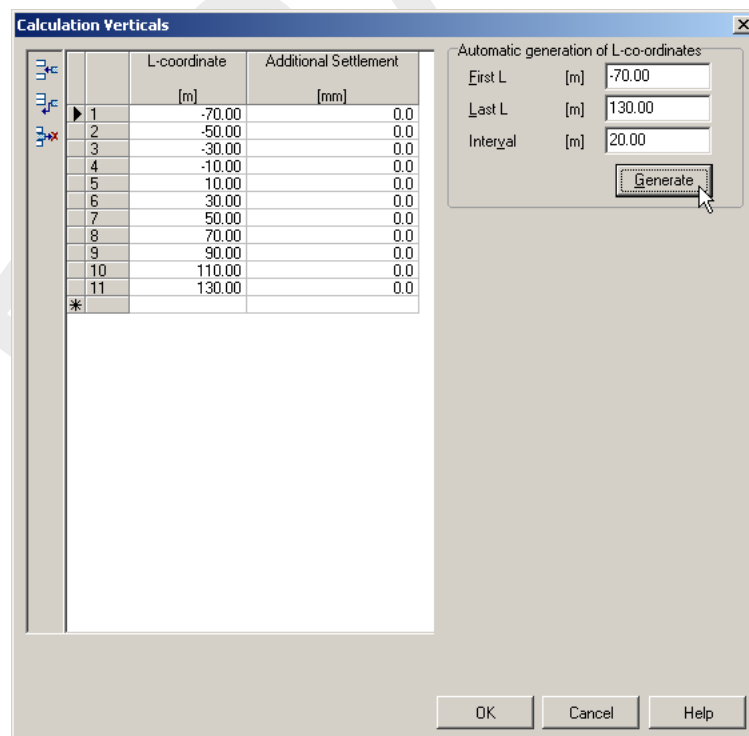 Calculation Verticals
L-coordinate Additional Settlement
[m] [mm]
1 -70.00 0.0
2 -50.00 0.0
3 -30.00 0.0
4 -10.00 0.0
5 10.00 0.0
6 30.00 0.0
7 50.00 0.0
8 70.00 0.0
9 90.00 0.0
10 110.00 0.0
11 130.00 0.0
Automatic generation of L-co-ordinates
First L [m] -70.00
Last L [m] 130.00
Interval [m] 20.00
Generate
OK Cancel Help